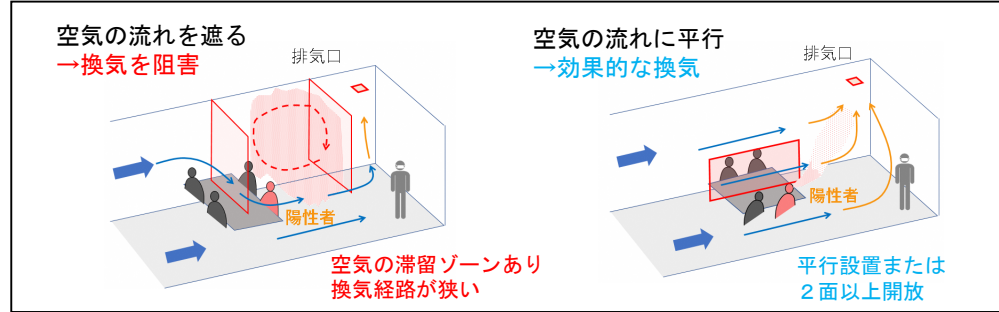 空気の流れを遮る
→換気を阻害
排気口
陽性者
空気の滞留ゾーンあり
換気経路が狭い
空気の流れに平行
→効果的な換気
排気口
陽性者
平行設置または
２面以上開放